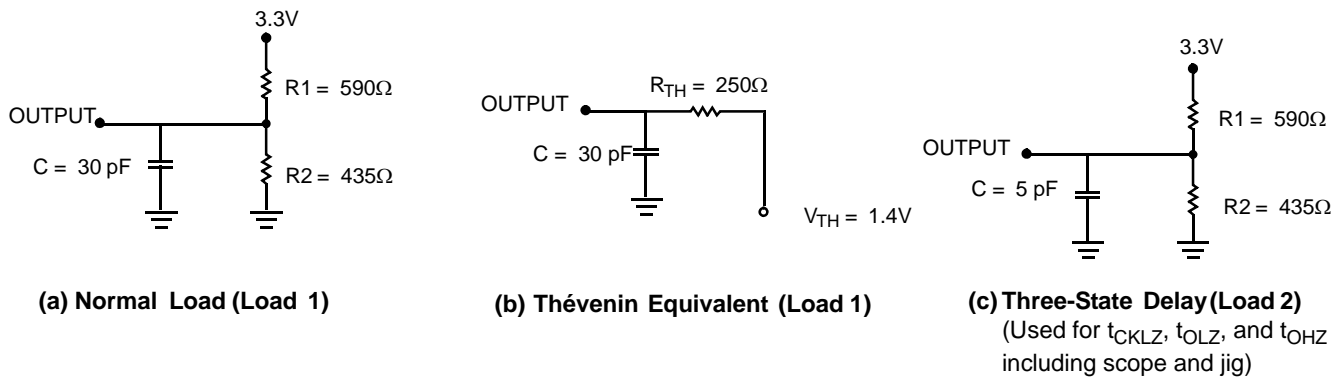 3.3V
R1 = 590Ω
OUTPUT
C = 30 pF
R2 = 435Ω
(a) Normal Load (Load 1)
RTH = 250Ω
OUTPUT
C = 30 pF
VTH = 1.4V
(b) Thévenin Equivalent (Load 1)
3.3V
R1 = 590Ω
OUTPUT
C = 5 pF
R2 = 435Ω
(c) Three-State Delay (Load 2)
(Used for tCKLZ, tOLZ, and tOHZ
including scope and jig)